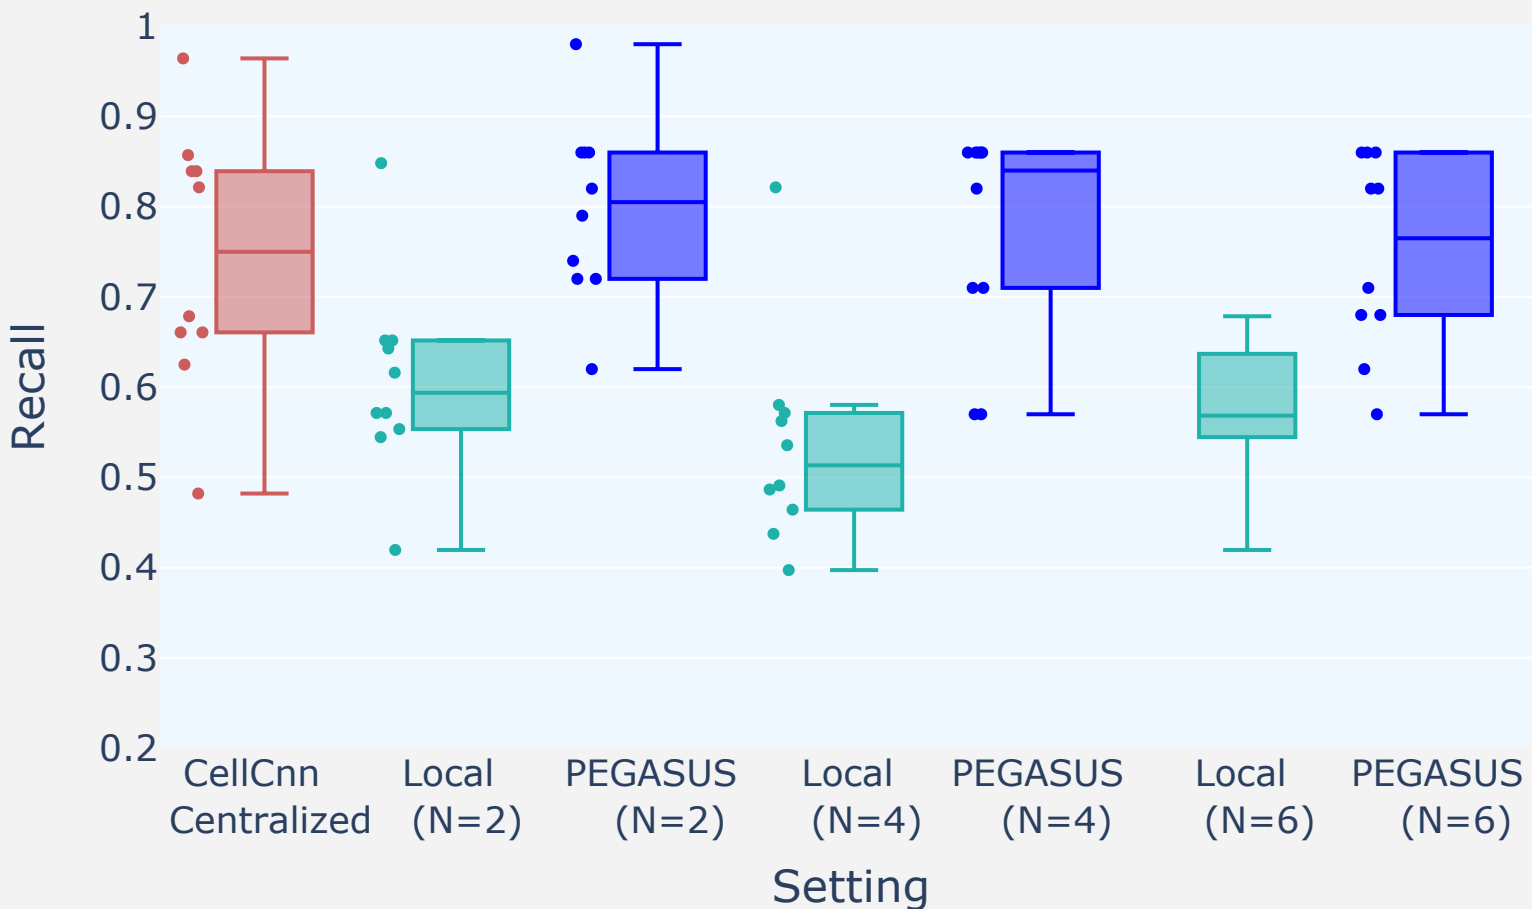 1
0.9
0.8
0.7
0.6
0.5
0.4
0.3
0.2
Recall
CellCnn Local PEGASUS Local PEGASUS Local PEGASUS
Centralized (N=2) (N=2) (N=4) (N=4) (N=6) (N=6)
Setting